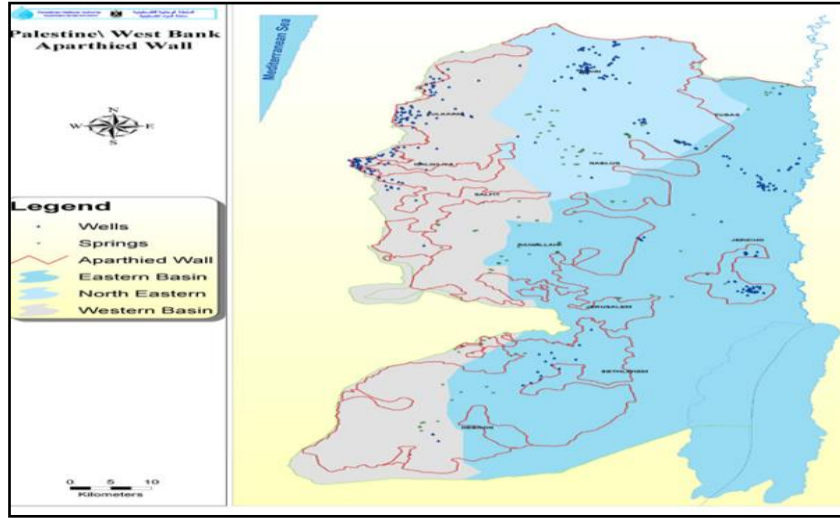 Palestine\ West Bank
Aparthied Wall
N
W E
S
Legend
Wells
Springs
Aparthied Wall
Eastern Basin
North Eastern
Western Basin
0 5 10
Kilometers
Mediterranean Sea
TUBAS
NABLUS
SALFIT
RAMALLAH
JERICHO
JERUSALEM
BETHLEHEM
HEBRON